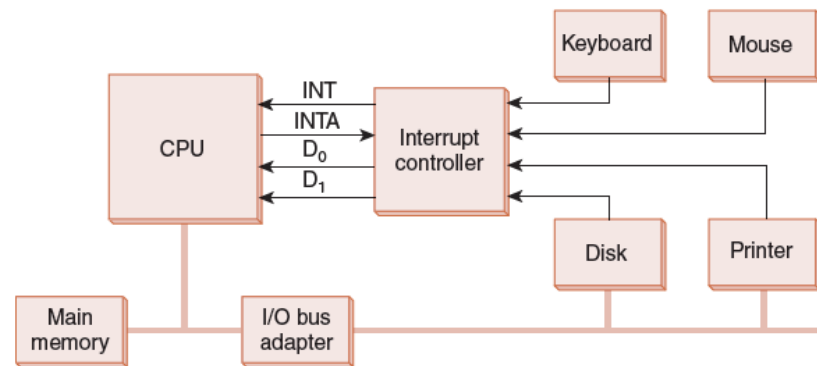 Keyboard
Mouse
INT
INTA
CPU
Interrupt
controller
D₀
D₁
Disk
Printer
Main
memory
I/O bus
adapter